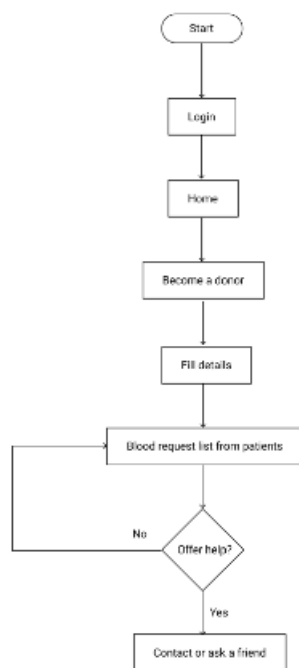 Start
Login
Home
Become a donor
Fill details
Blood request list from patients
No
Offer help?
Yes
Contact or ask a friend